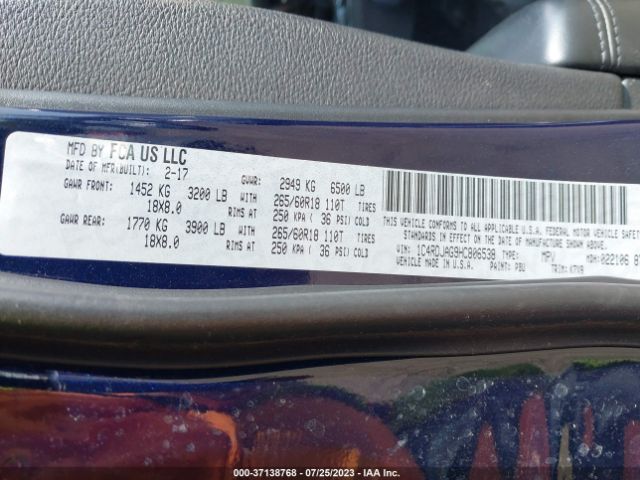 MFD BY FCA US LLC
DATE OF MFR(BUILT): 2-17 GVWR: 2949 KG 6500 LB
GAWR FRONT: 1452 KG 3200 LB 265/60R18 110T TIRES
18X8.0 RIMS AT 250 KPA ( 36 PSI) COLD
GAWR REAR: 1770 KG 3900 LB 265/60R18 110T TIRES
18X8.0 RIMS AT 250 KPA ( 36 PSI) COLD
THIS VEHICLE CONFORMS TO ALL APPLICABLE U.S.A. FEDERAL MOTOR VEHICLE SAFETY
STANDARDS IN EFFECT ON THE DATE OF MANUFACTURE SHOWN ABOVE.
VIN: 1C4RDJAG9HC806538 TYPE: MPV MDH: 022106
VEHICLE MADE IN U.S.A. PAINT: PBU TRIM: KTX9
000-37138768 — 07/25/2023 — IAA Inc.